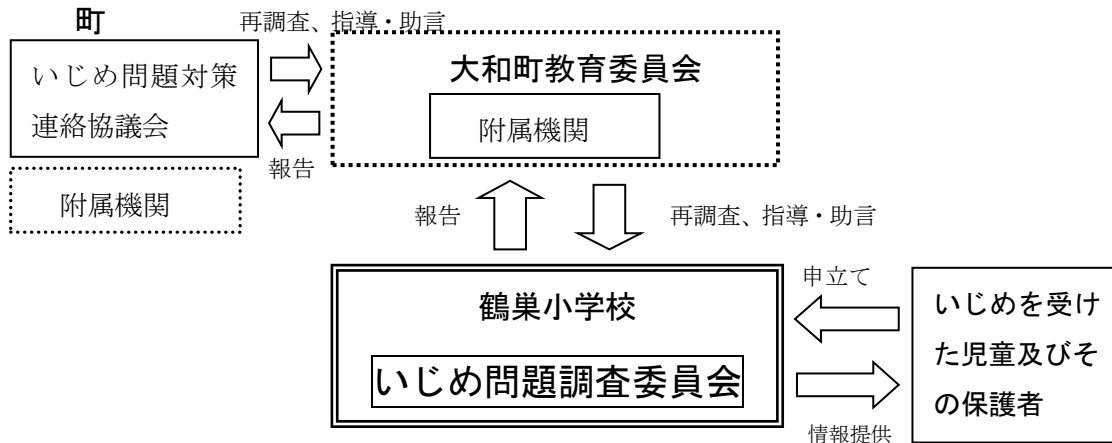 町
再調査、指導・助言
いじめ問題対策
連絡協議会
大和町教育委員会
附属機関
報告
附属機関
報告
再調査、指導・助言
鶴巣小学校
いじめ問題調査委員会
申立て
情報提供
いじめを受け
た児童及びそ
の保護者